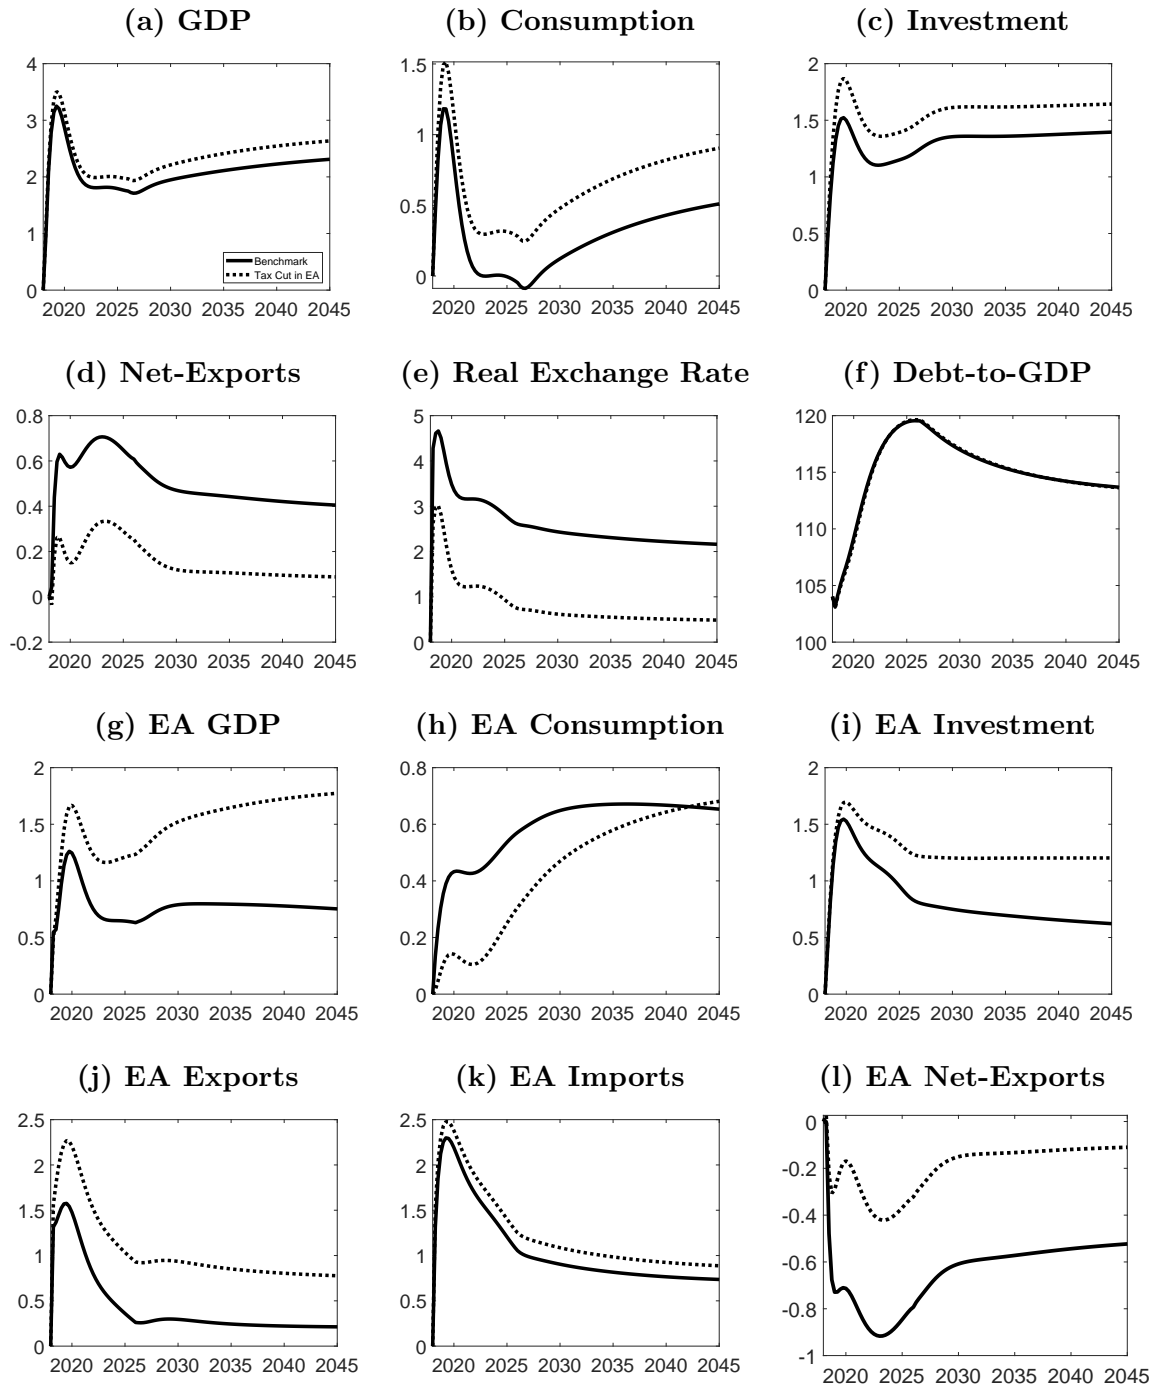 (a) GDP
4
3
2
1
0
Benchmark
Tax Cut in EA
2020 2025 2030 2035 2040 2045
(b) Consumption
1.5
1
0.5
0
2020 2025 2030 2035 2040 2045
(c) Investment
2
1.5
1
0.5
0
2020 2025 2030 2035 2040 2045
(d) Net-Exports
0.8
0.6
0.4
0.2
0
-0.2
2020 2025 2030 2035 2040 2045
(e) Real Exchange Rate
5
4
3
2
1
0
2020 2025 2030 2035 2040 2045
(f) Debt-to-GDP
120
115
110
105
100
2020 2025 2030 2035 2040 2045
(g) EA GDP
2
1.5
1
0.5
0
2020 2025 2030 2035 2040 2045
(h) EA Consumption
0.8
0.6
0.4
0.2
0
2020 2025 2030 2035 2040 2045
(i) EA Investment
2
1.5
1
0.5
0
2020 2025 2030 2035 2040 2045
(j) EA Exports
2.5
2
1.5
1
0.5
0
2020 2025 2030 2035 2040 2045
(k) EA Imports
2.5
2
1.5
1
0.5
0
2020 2025 2030 2035 2040 2045
(l) EA Net-Exports
0
-0.2
-0.4
-0.6
-0.8
-1
2020 2025 2030 2035 2040 2045